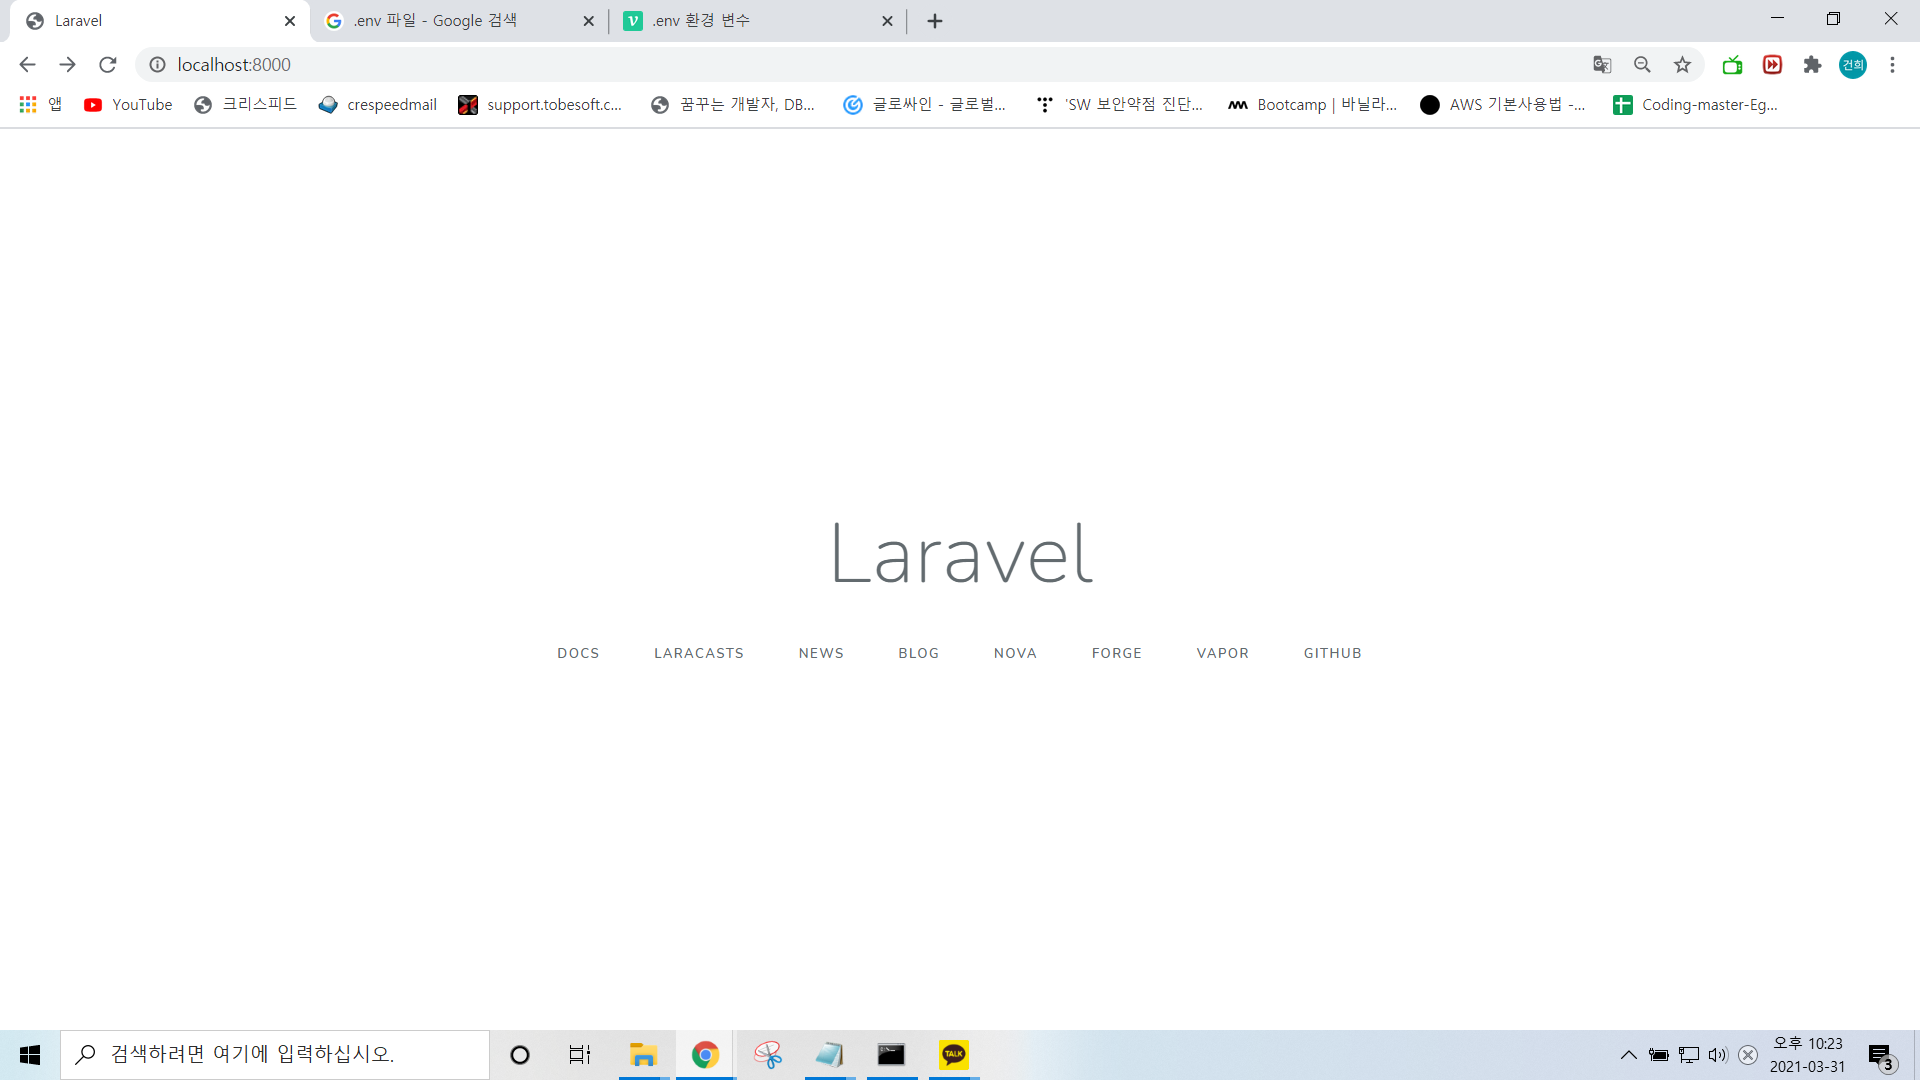 Laravel
.env 파일 - Google 검색
.env 환경 변수
localhost:8000
건희
앱
YouTube
크리스피드
crespeedmail
support.tobesoft.c...
꿈꾸는 개발자, DB...
글로싸인 - 글로벌...
'SW 보안약점 진단...
Bootcamp | 바닐라...
AWS 기본사용법 -...
Coding-master-Eg...
Laravel
DOCS LARACASTS NEWS BLOG NOVA FORGE VAPOR GITHUB
검색하려면 여기에 입력하십시오.
TALK
오후 10:23
2021-03-31
3